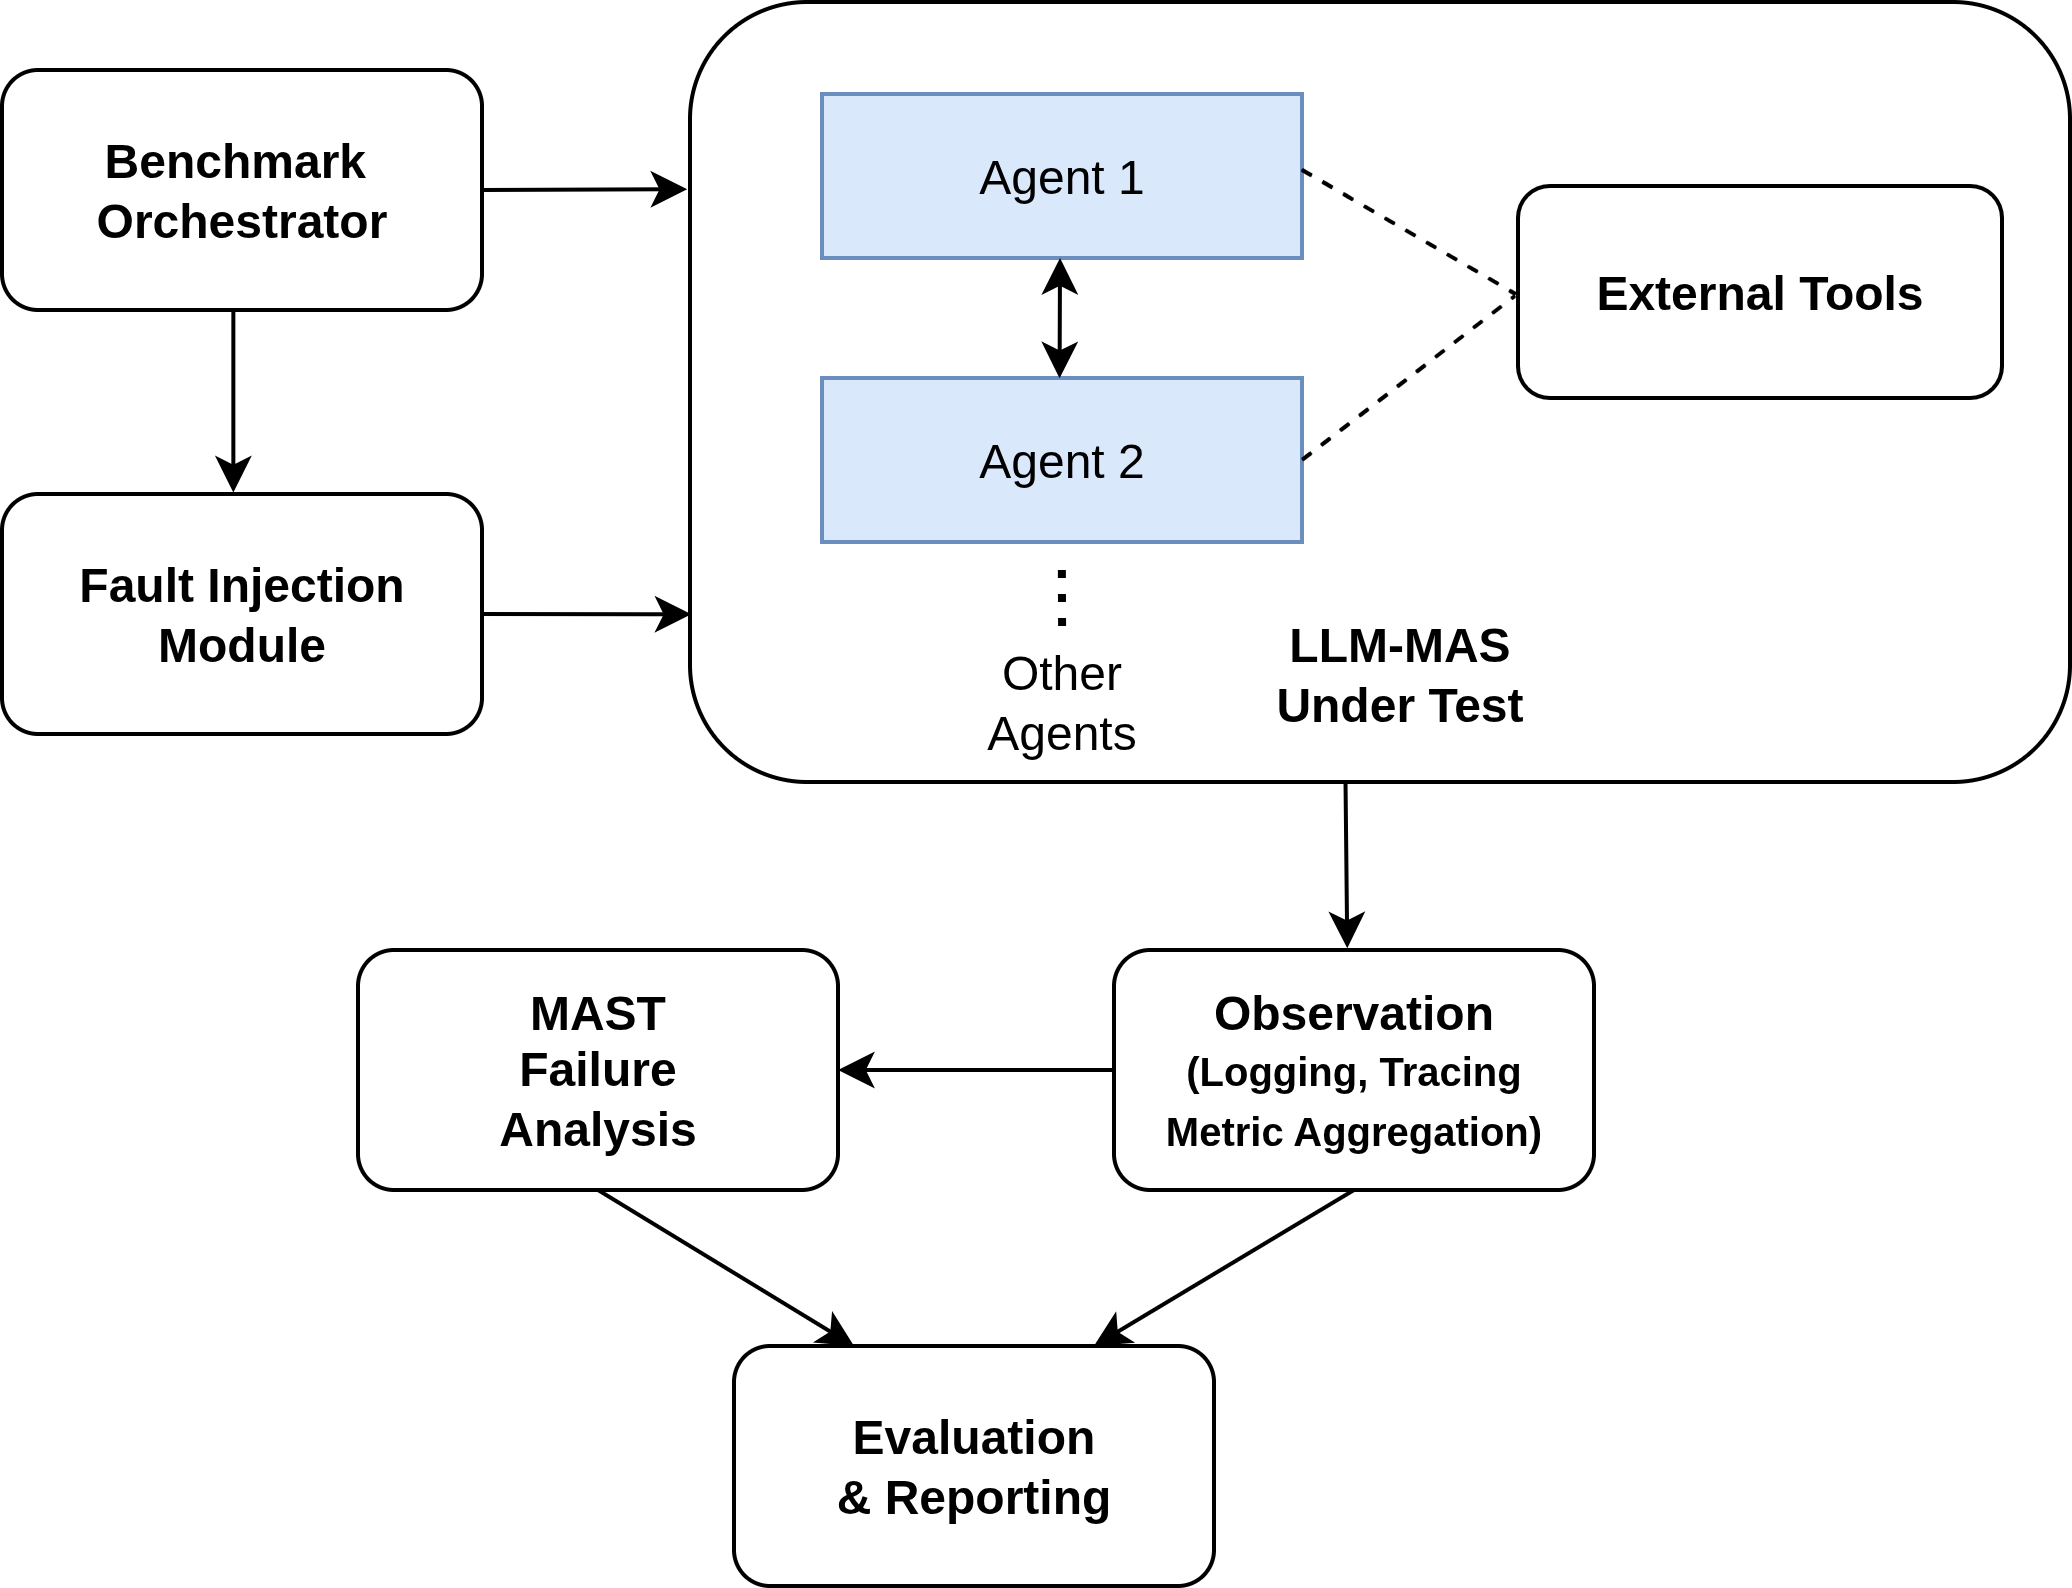 Benchmark
Orchestrator
Agent 1
External Tools
Agent 2
Fault Injection
Module
Other
Agents
LLM-MAS
Under Test
MAST
Failure
Analysis
Observation
(Logging, Tracing
Metric Aggregation)
Evaluation
& Reporting